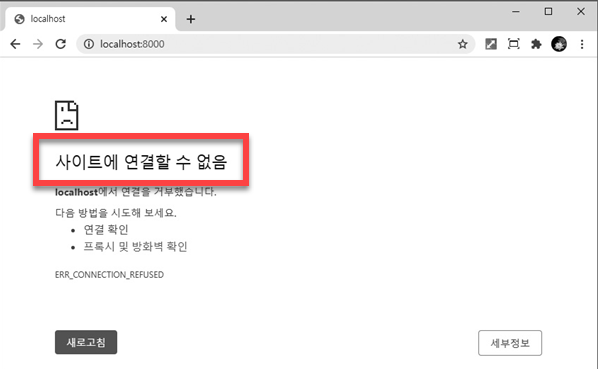 localhost
localhost:8000
사이트에 연결할 수 없음
localhost에서 연결을 거부했습니다.
다음 방법을 시도해 보세요.
연결 확인
프록시 및 방화벽 확인
ERR_CONNECTION_REFUSED
새로고침
세부정보